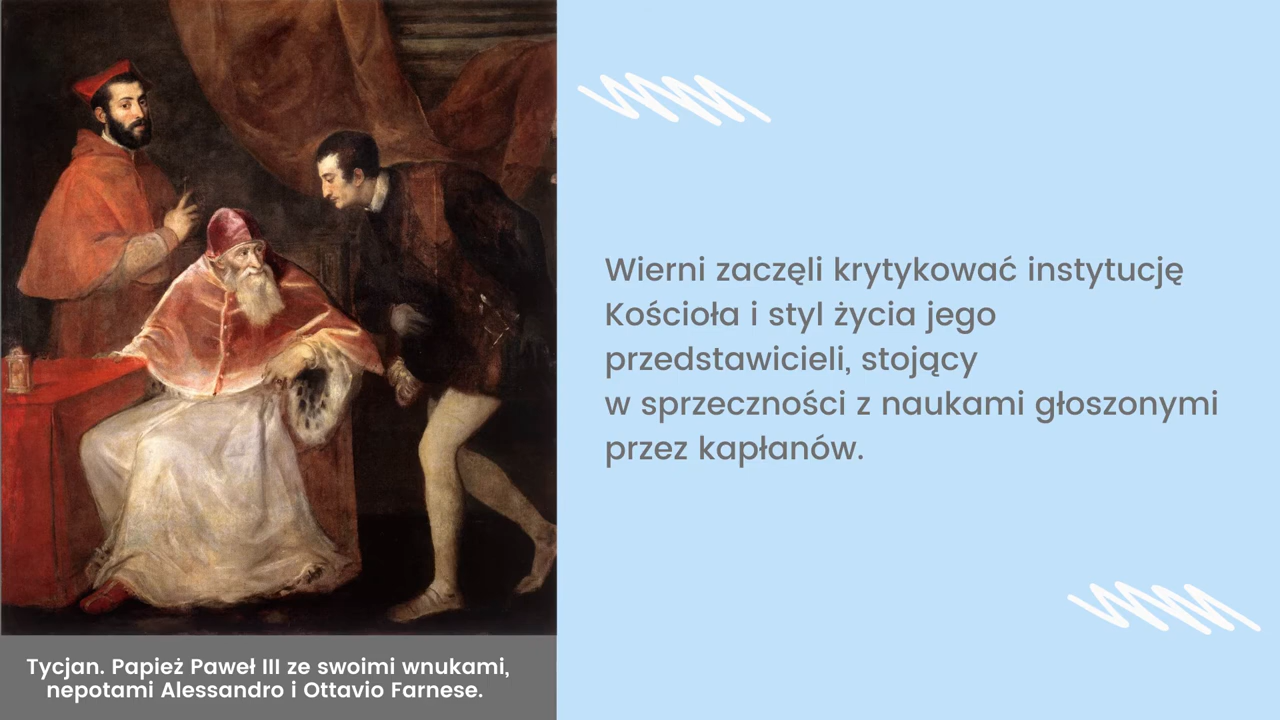 Wierni zaczęli krytykować instytucję
Kościoła i styl życia jego
przedstawicieli, stojący
w sprzeczności z naukami głoszonymi
przez kapłanów.
Tycjan. Papież Paweł III ze swoimi wnukami,
nepotami Alessandro i Ottavio Farnese.